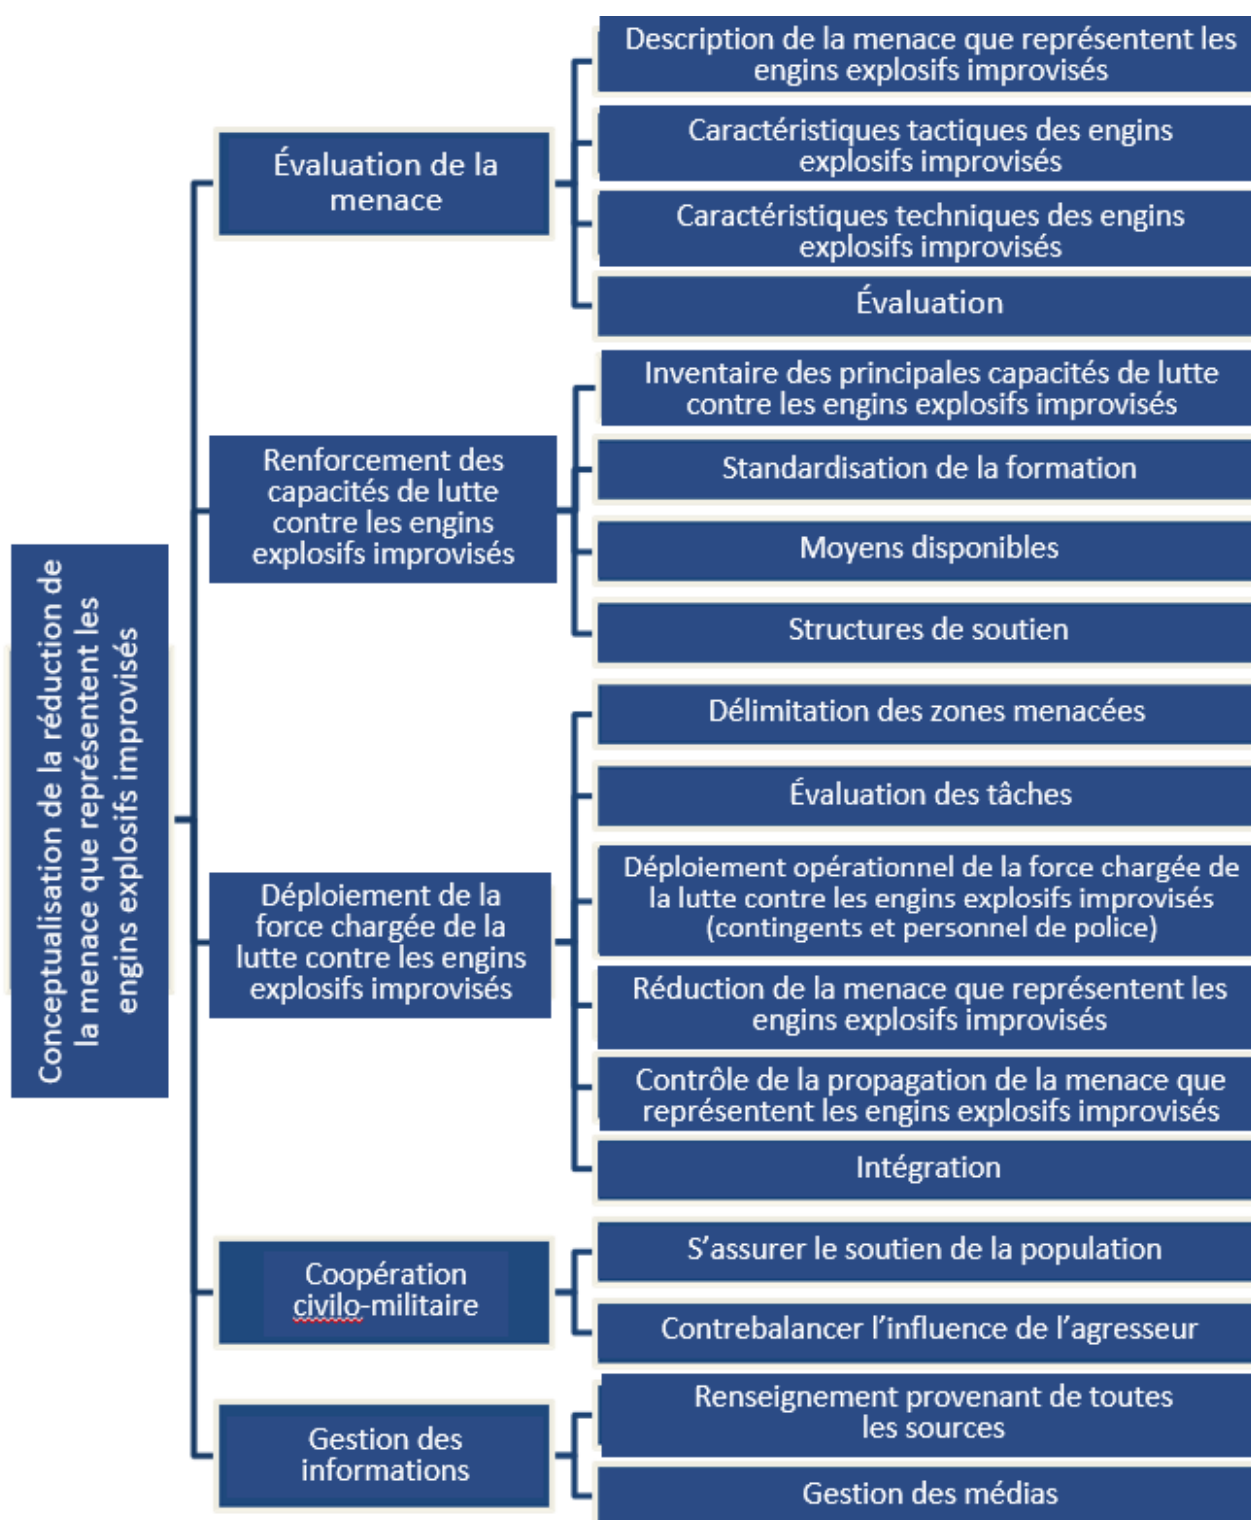 Conceptualisation de la réduction de
la menace que représentent les
engins explosifs improvisés
Évaluation de la
menace
Description de la menace que représentent les
engins explosifs improvisés
Caractéristiques tactiques des engins
explosifs improvisés
Caractéristiques techniques des engins
explosifs improvisés
Évaluation
Renforcement des
capacités de lutte
contre les engins
explosifs improvisés
Inventaire des principales capacités de lutte
contre les engins explosifs improvisés
Standardisation de la formation
Moyens disponibles
Structures de soutien
Déploiement de la
force chargée de la
lutte contre les engins
explosifs improvisés
Délimitation des zones menacées
Évaluation des tâches
Déploiement opérationnel de la force chargée de
la lutte contre les engins explosifs improvisés
(contingents et personnel de police)
Réduction de la menace que représentent les
engins explosifs improvisés
Contrôle de la propagation de la menace que
représentent les engins explosifs improvisés
Intégration
Coopération
civilo-militaire
S’assurer le soutien de la population
Contrebalancer l’influence de l’agresseur
Gestion des
informations
Renseignement provenant de toutes
les sources
Gestion des médias